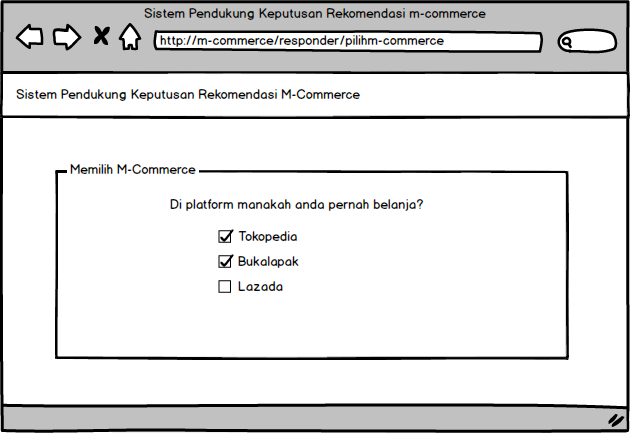 Sistem Pendukung Keputusan Rekomendasi m-commerce
http://m-commerce/responder/pilihm-commerce
Sistem Pendukung Keputusan Rekomendasi M-Commerce
Memilih M-Commerce
Di platform manakah anda pernah belanja?
Tokopedia
Bukalapak
Lazada